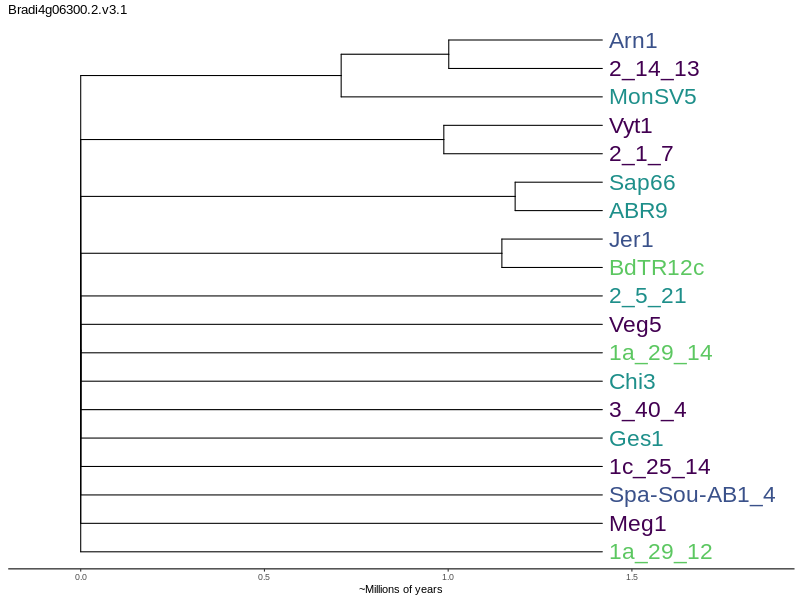 Bradi4g06300.2.v3.1
Arn1
2_14_13
MonSV5
Vyt1
2_1_7
Sap66
ABR9
Jer1
BdTR12c
2_5_21
Veg5
1a_29_14
Chi3
3_40_4
Ges1
1c_25_14
Spa-Sou-AB1_4
Meg1
1a_29_12
0.0 0.5 1.0 1.5
~Millions of years